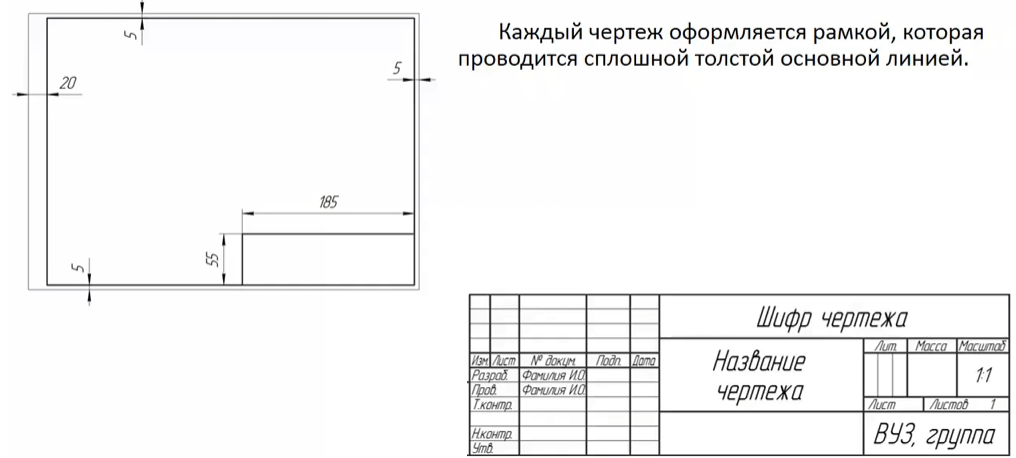 Каждый чертеж оформляется рамкой, которая
проводится сплошной толстой основной линией.
5
5
20
185
55
5
Шифр чертежа
Изм. Лист № докум. Подп. Дата
Название
чертежа
Лит. Масса Масштаб
Разраб. Фамилия И.О.
1:1
Пров. Фамилия И.О.
Т.контр.
Лист Листов 1
Н.контр.
Утв.
ВУЗ, группа